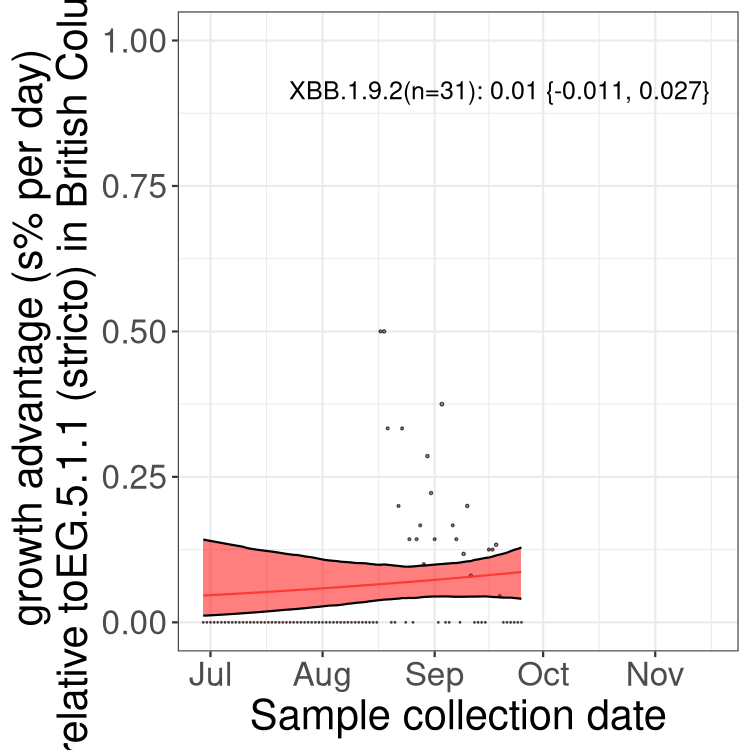 growth advantage (s% per day)
relative toEG.5.1.1 (stricto) in British Colu
1.00
0.75
0.50
0.25
0.00
XBB.1.9.2(n=31): 0.01 {-0.011, 0.027}
Jul Aug Sep Oct Nov
Sample collection date